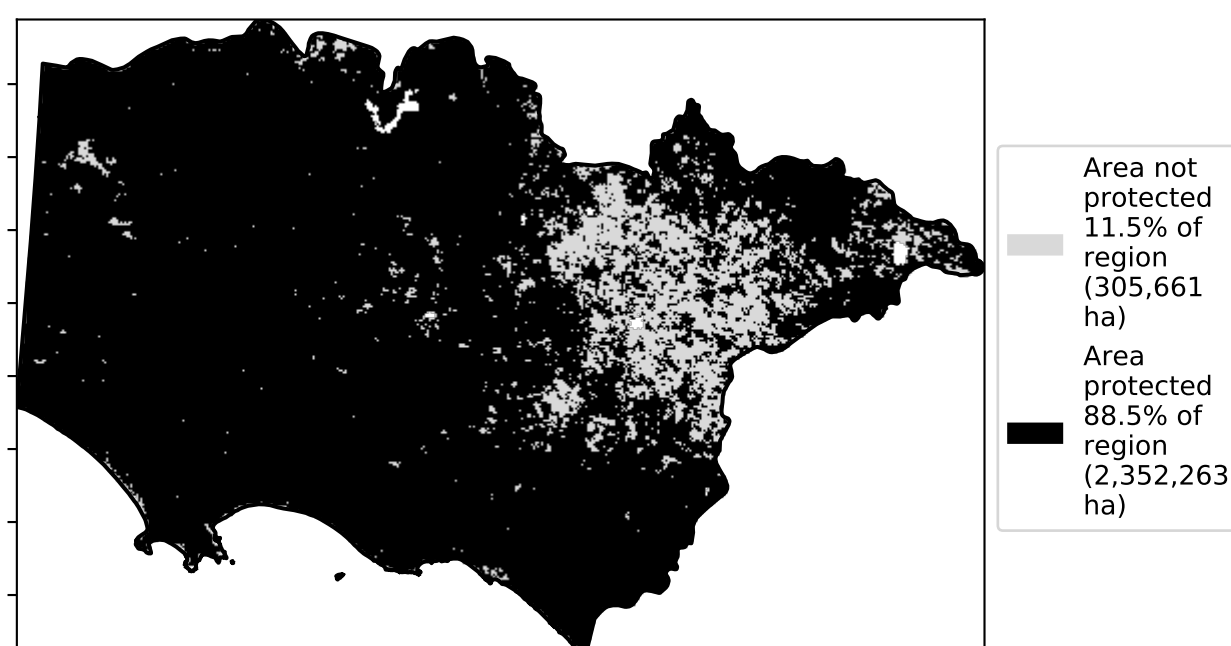 Area not
protected
11.5% of
region
(305,661
ha)
Area
protected
88.5% of
region
(2,352,263
ha)